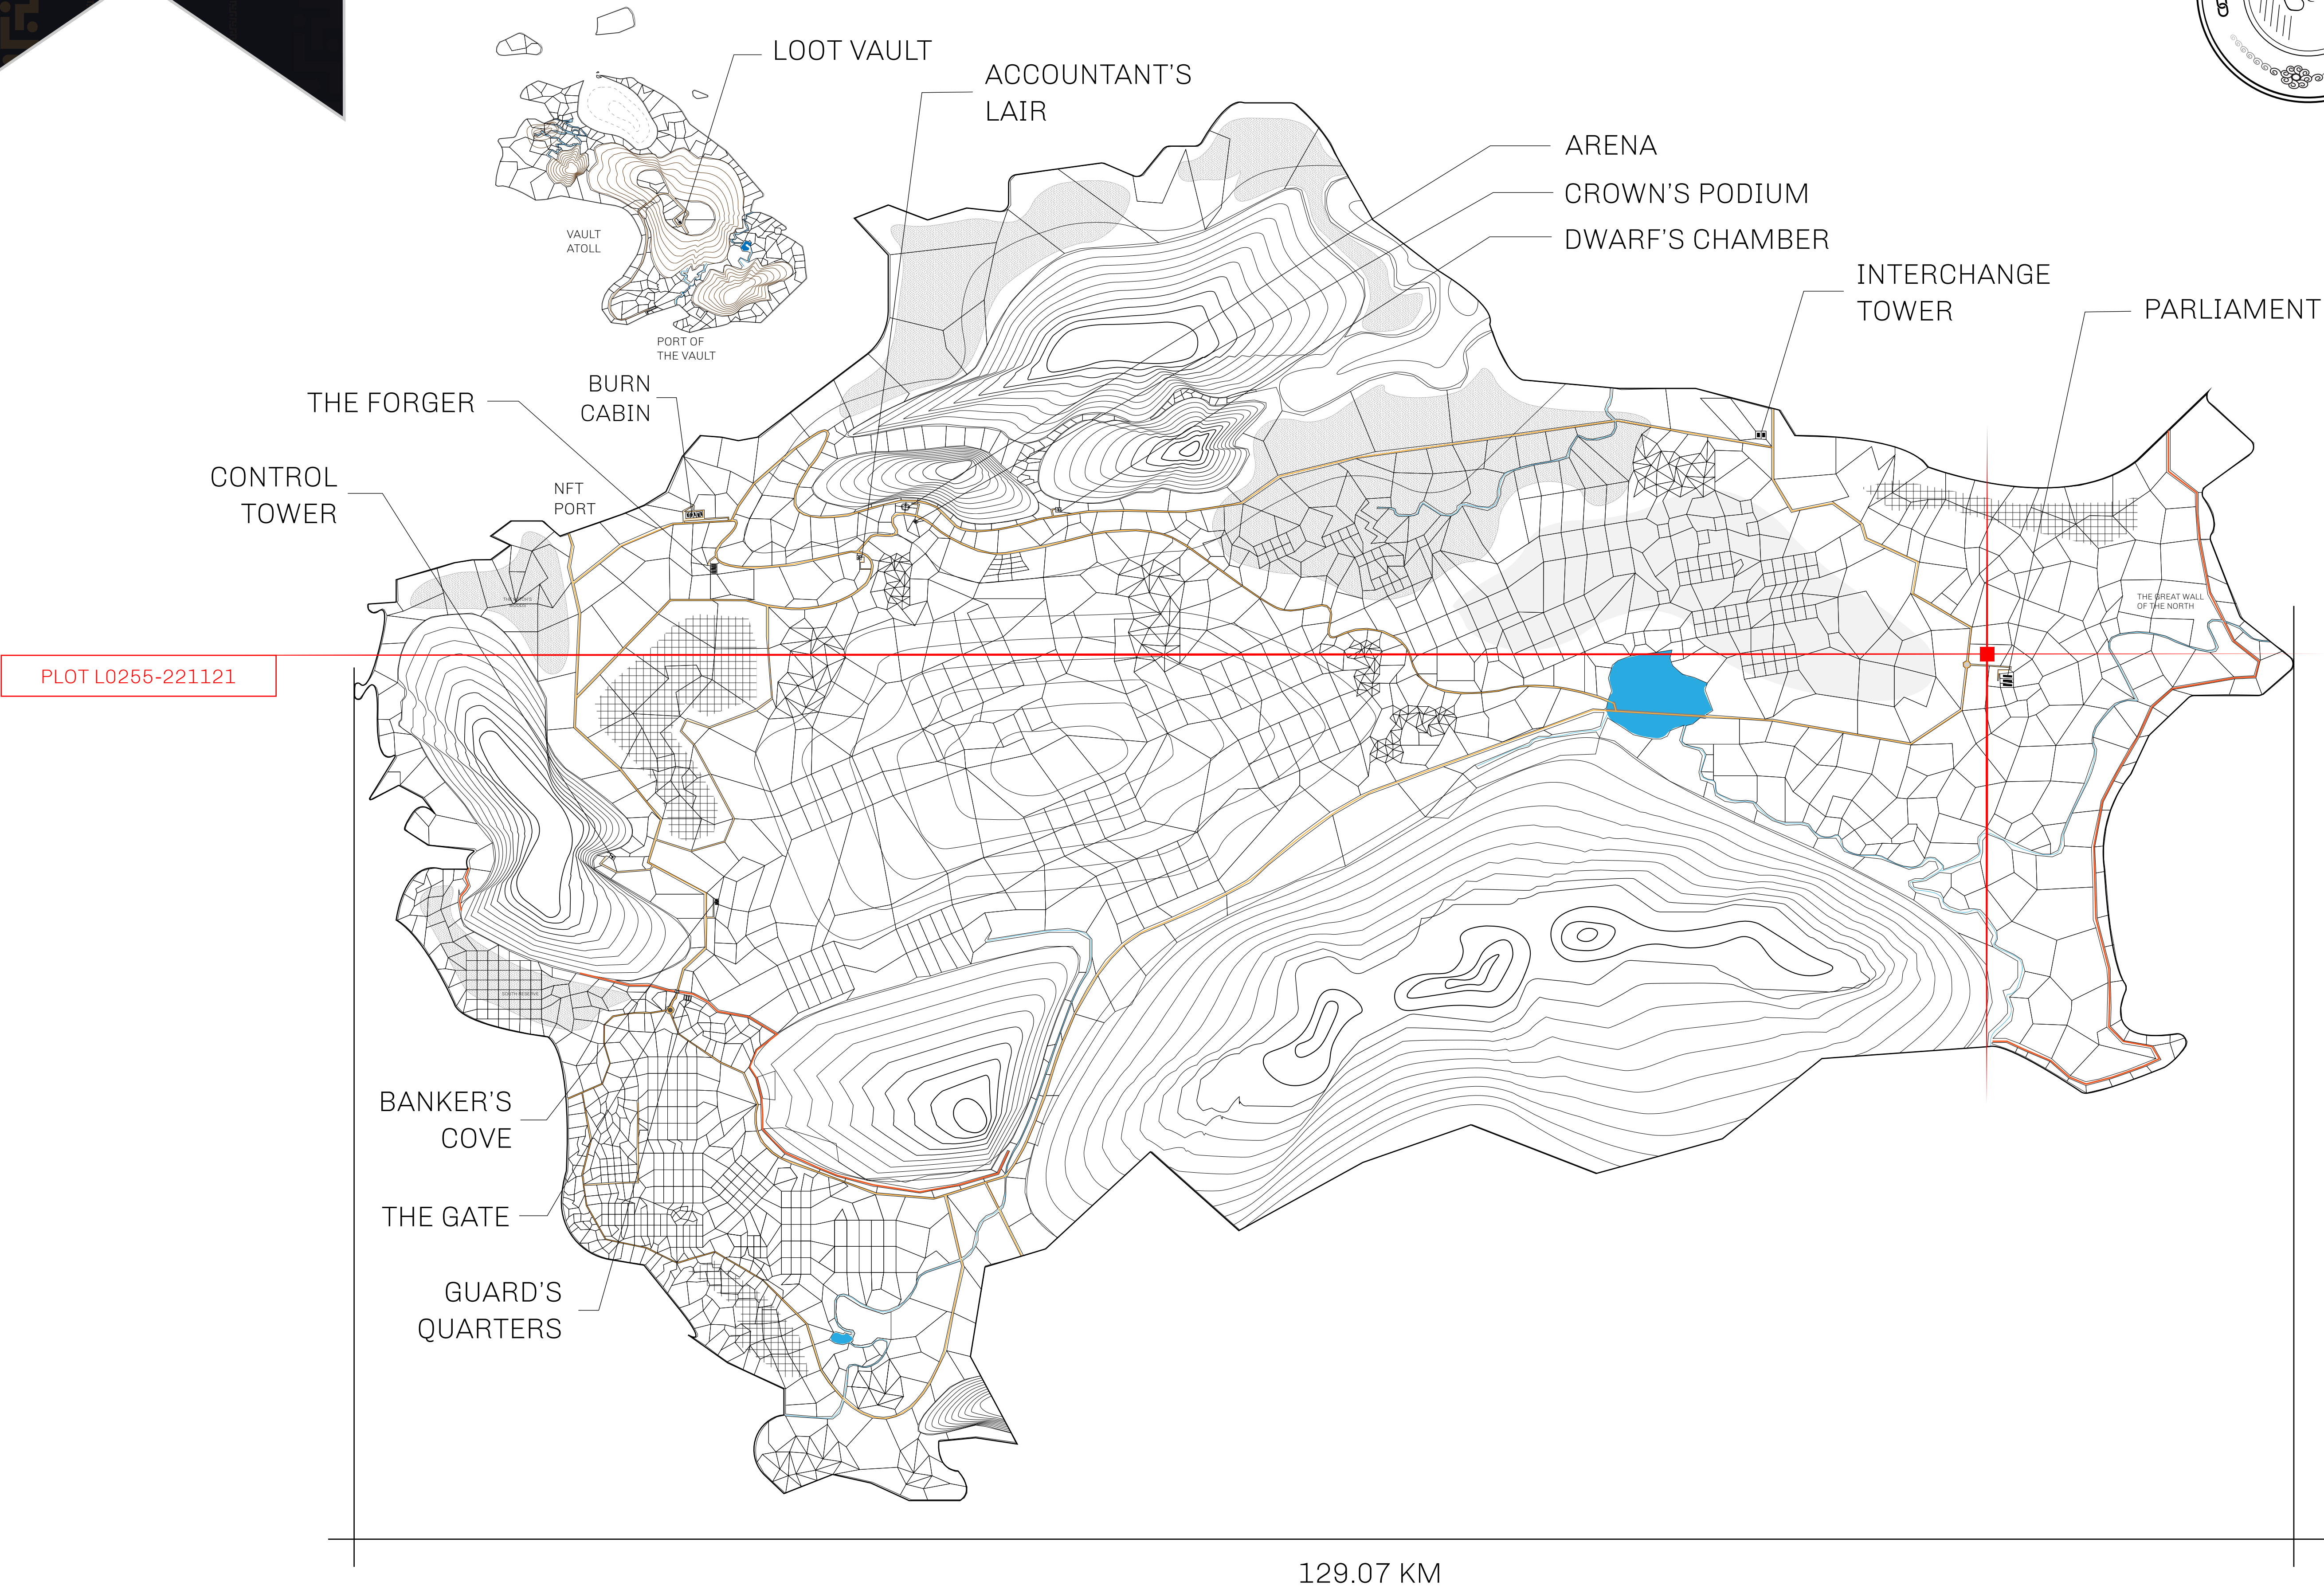 LOOT VAULT
ACCOUNTANT'S
LAIR
ARENA
CROWN'S PODIUM
DWARF'S CHAMBER
VAULT
ATOLL
INTERCHANGE
TOWER
PARLIAMENT
PORT OF
THE VAULT
BURN
CABIN
THE FORGER
CONTROL
TOWER
NFT
PORT
THE GREAT WALL
OF THE NORTH
PLOT L0255-221121
SOUTH RESERVE
BANKER'S
COVE
THE GATE
GUARD'S
QUARTERS
129.07 KM